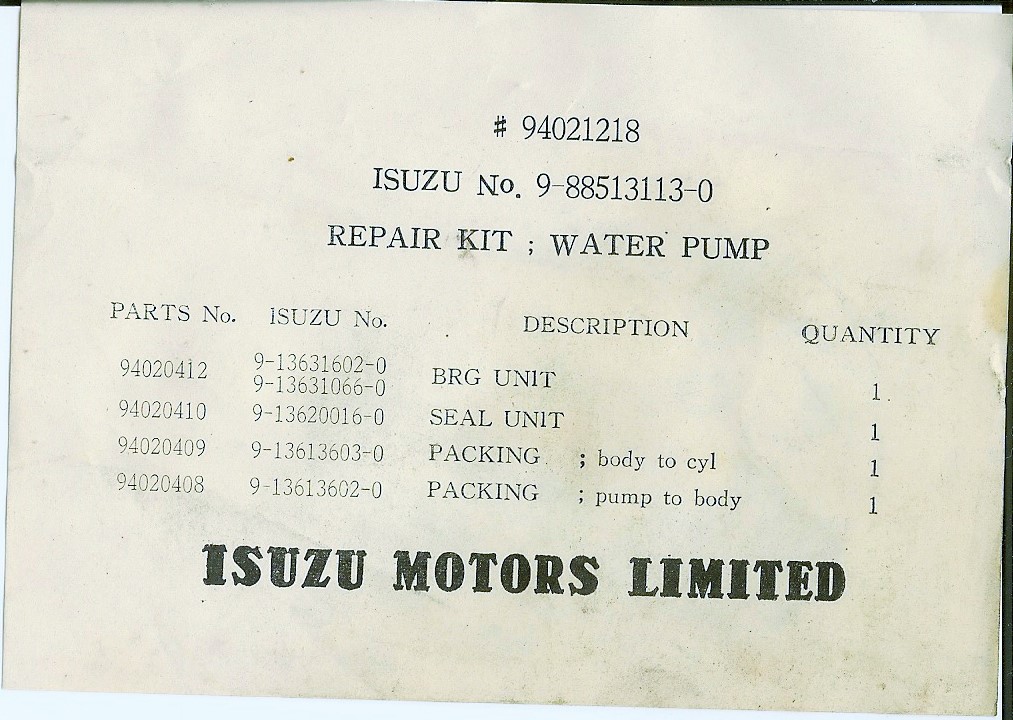 # 94021218
ISUZU No. 9-88513113-0
REPAIR KIT ; WATER PUMP
PARTS No. ISUZU No. DESCRIPTION QUANTITY
94020412 9-13631602-0 BRG UNIT 1
9-13631066-0
94020410 9-13620016-0 SEAL UNIT 1
94020409 9-13613603-0 PACKING ; body to cyl 1
94020408 9-13613602-0 PACKING ; pump to body 1
ISUZU MOTORS LIMITED